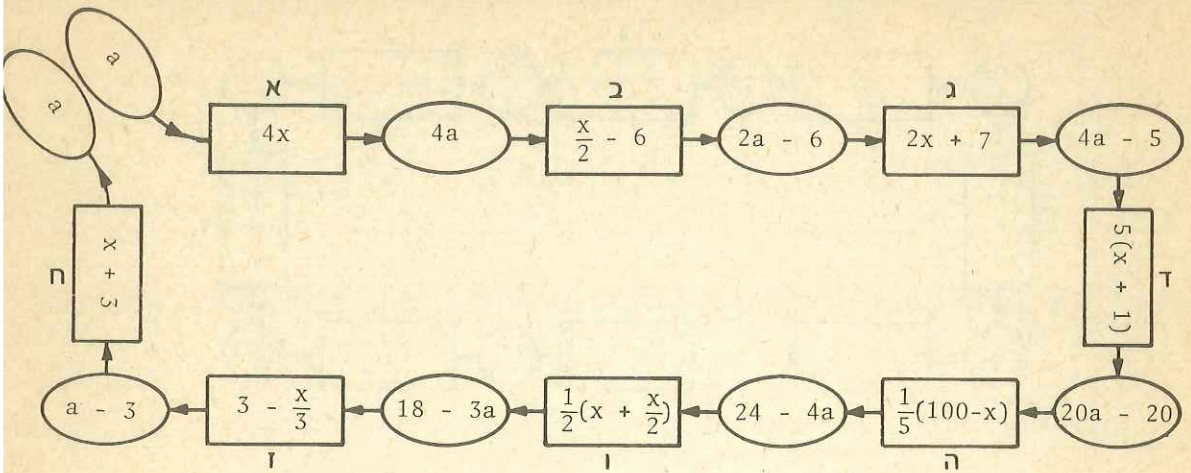 a
a
א ב ג
4x 4a x/2 - 6 2a - 6 2x + 7 4a - 5
ח x + 3
5(x + 1) ד
a - 3 3 - x/3 18 - 3a 1/2(x + x/2) 24 - 4a 1/5(100-x) 20a - 20
ז ו ה